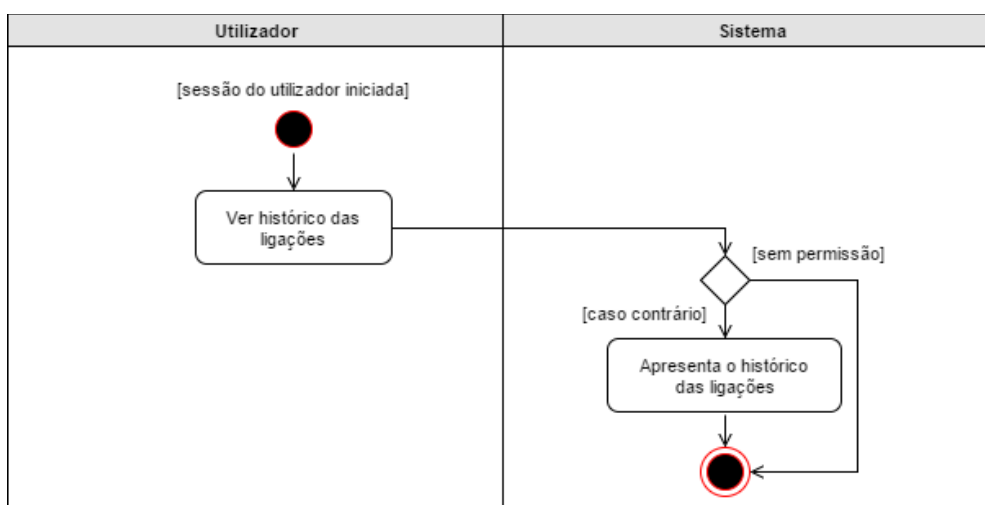 Utilizador
Sistema
[sessão do utilizador iniciada]
Ver histórico das
ligações
[sem permissão]
[caso contrário]
Apresenta o histórico
das ligações